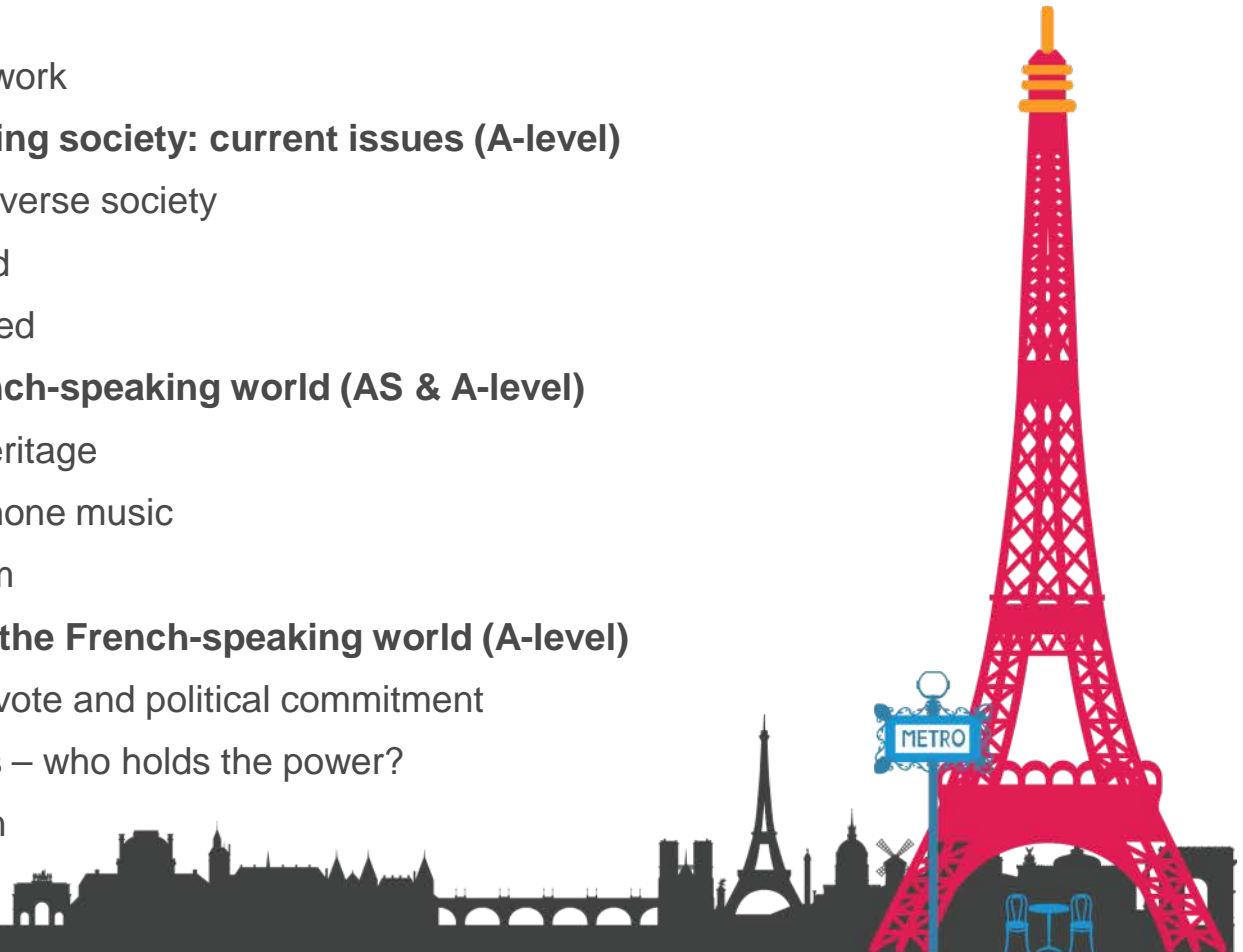 work
ing society: current issues (A-level)
verse society
d
ed
nch-speaking world (AS & A-level)
eritage
hone music
m
the French-speaking world (A-level)
vote and political commitment
s – who holds the power?
n
METRO